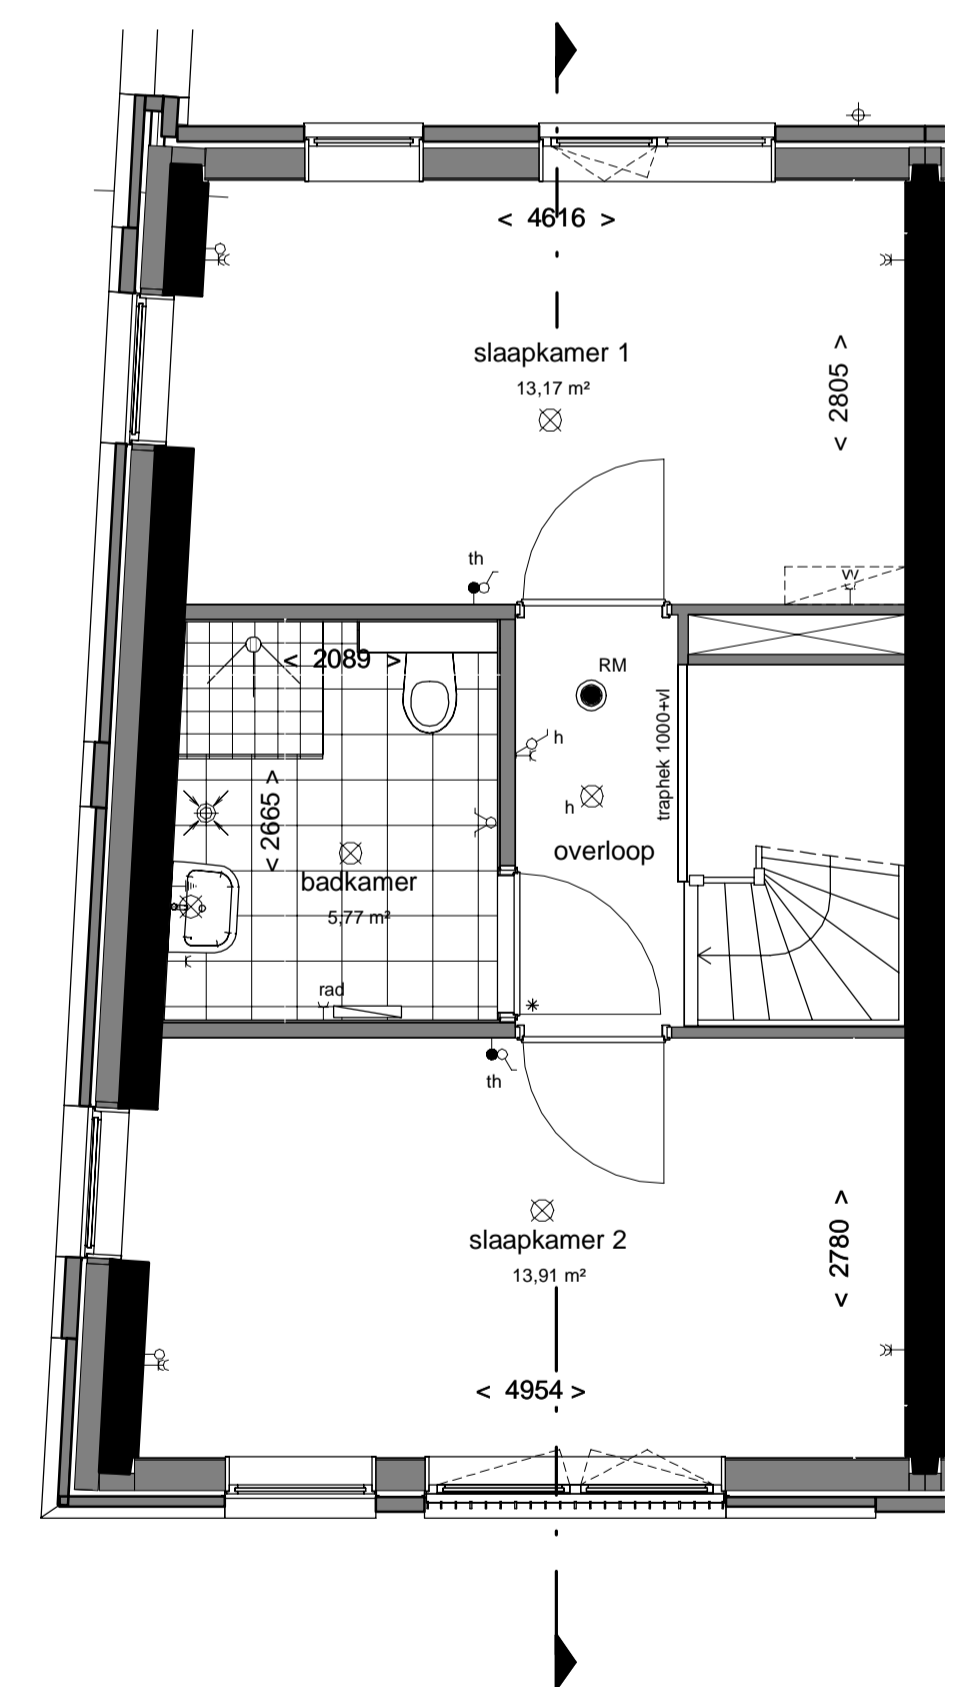 < 4616 >
slaapkamer 1
13,17 m²
< 2805 >
th
< 2089 >
RM
h
traphek 1000+vl
h
< 2665 >
overloop
badkamer
5,77 m²
rad
th
slaapkamer 2
13,91 m²
< 2780 >
< 4954 >